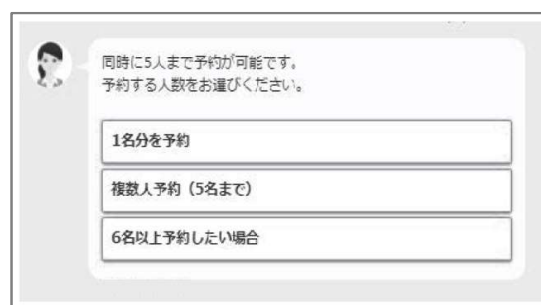 同時に5人まで予約が可能です。
予約する人数をお選びください。
1名分を予約
複数人予約（5名まで）
6名以上予約したい場合